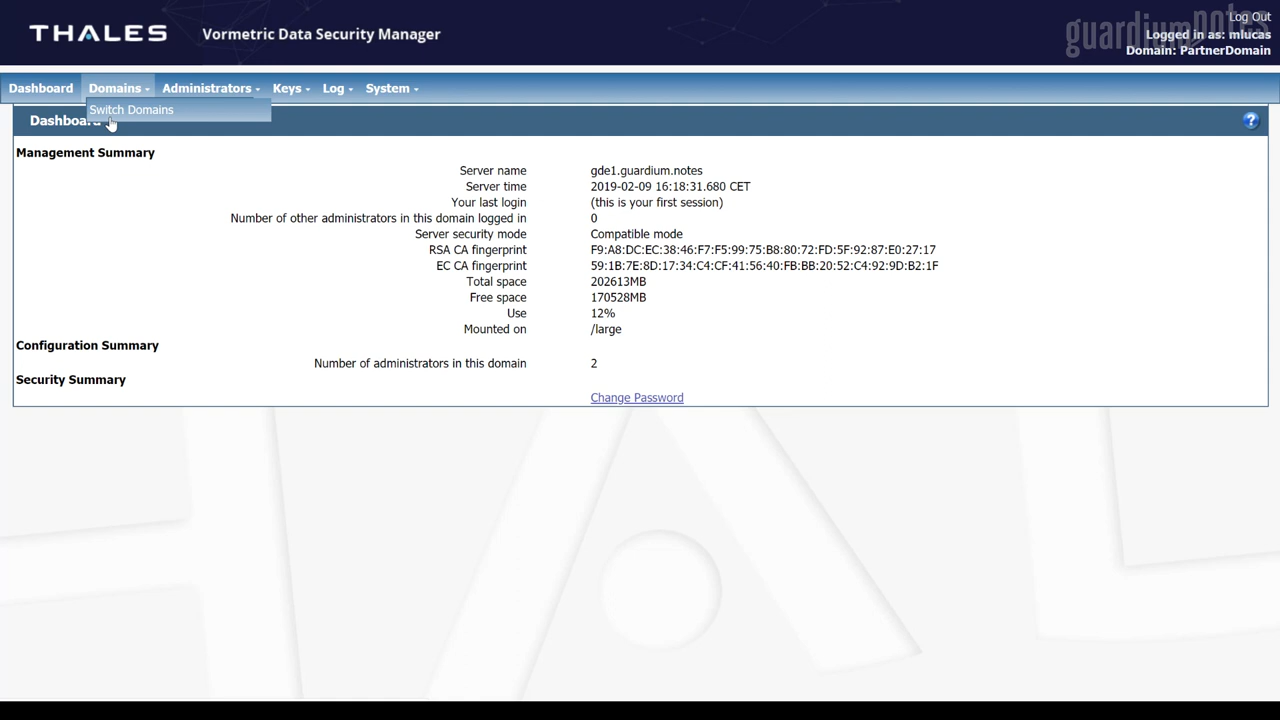 THALES
Vormetric Data Security Manager
guardiumnotes
Log Out
Logged in as: mlucas
Domain: PartnerDomain
Dashboard Domains Administrators Keys Log System
Switch Domains
Dashboard
Management Summary
Server name gde1.guardium.notes
Server time 2019-02-09 16:18:31.680 CET
Your last login (this is your first session)
Number of other administrators in this domain logged in 0
Server security mode Compatible mode
RSA CA fingerprint F9:A8:DC:EC:38:46:F7:F5:99:75:B8:80:72:FD:5F:92:87:E0:27:17
EC CA fingerprint 59:1B:7E:8D:17:34:C4:CF:41:56:40:FB:BB:20:52:C4:92:9D:B2:1F
Total space 202613MB
Free space 170528MB
Use 12%
Mounted on /large
Configuration Summary
Number of administrators in this domain 2
Security Summary
Change Password